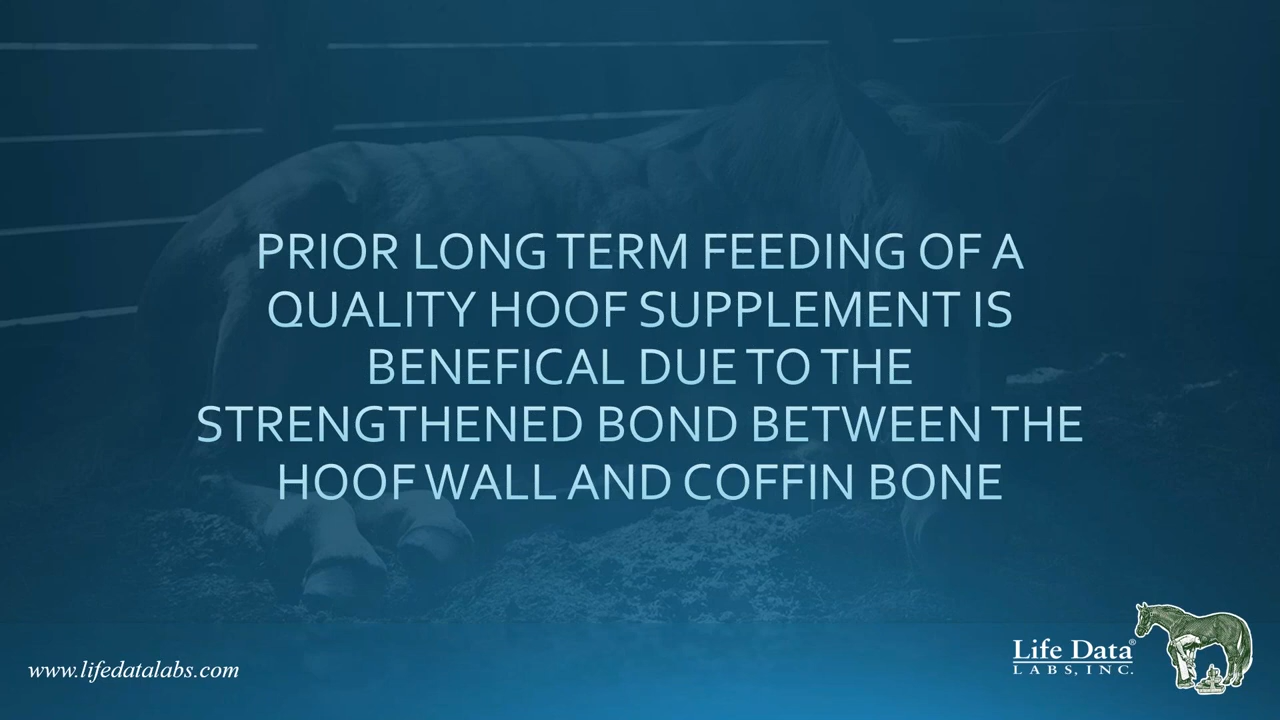 PRIOR LONG TERM FEEDING OF A
QUALITY HOOF SUPPLEMENT IS
BENEFICAL DUE TO THE
STRENGTHENED BOND BETWEEN THE
HOOF WALL AND COFFIN BONE
www.lifedatalabs.com
Life Data®
LABS, INC.